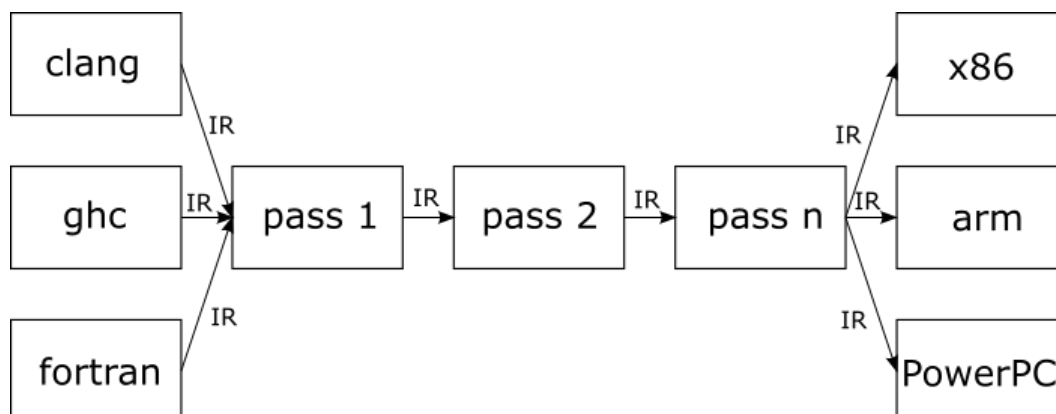 clang
x86
IR
IR
ghc
IR
pass 1
IR
pass 2
IR
pass n
IR
arm
IR
IR
fortran
PowerPC